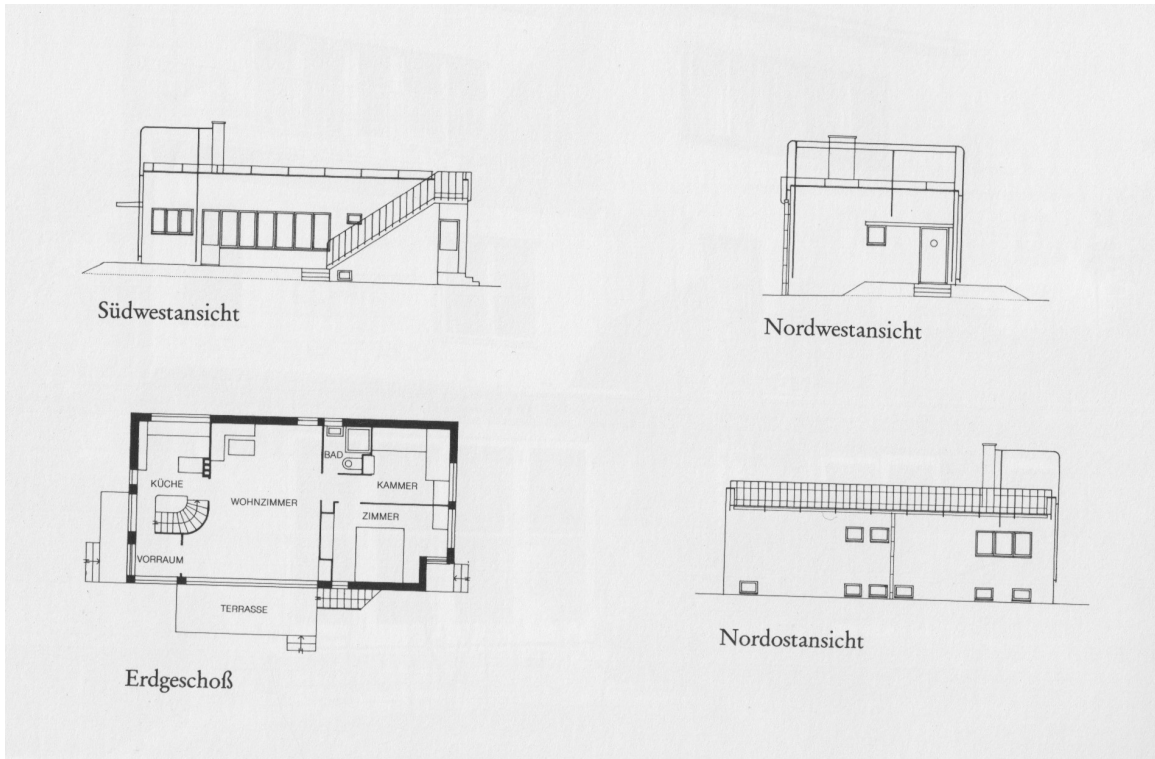 Südwestansicht
Nordwestansicht
BAD
KÜCHE
KAMMER
WOHNZIMMER
ZIMMER
VORRAUM
TERRASSE
Erdgeschoß
Nordostansicht